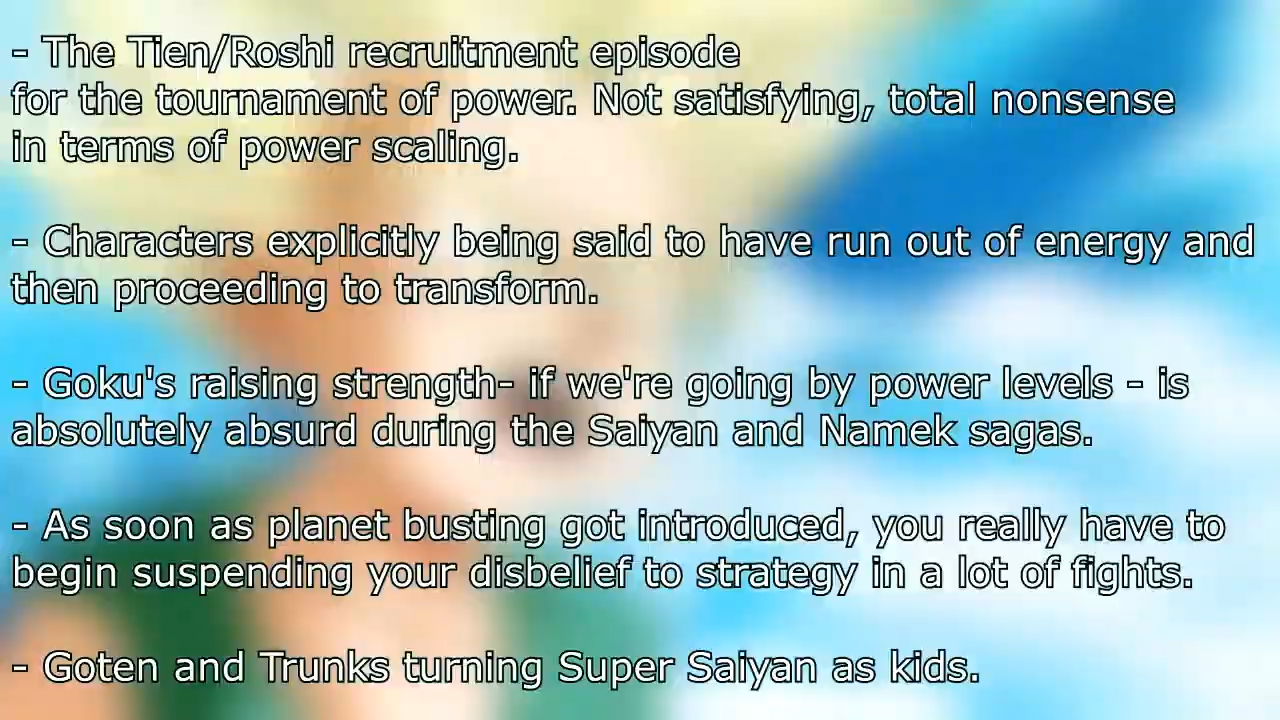 - The Tien/Roshi recruitment episode
for the tournament of power. Not satisfying, total nonsense
in terms of power scaling.
- Characters explicitly being said to have run out of energy and
then proceeding to transform.
- Goku's raising strength- if we're going by power levels - is
absolutely absurd during the Saiyan and Namek sagas.
- As soon as planet busting got introduced, you really have to
begin suspending your disbelief to strategy in a lot of fights.
- Goten and Trunks turning Super Saiyan as kids.